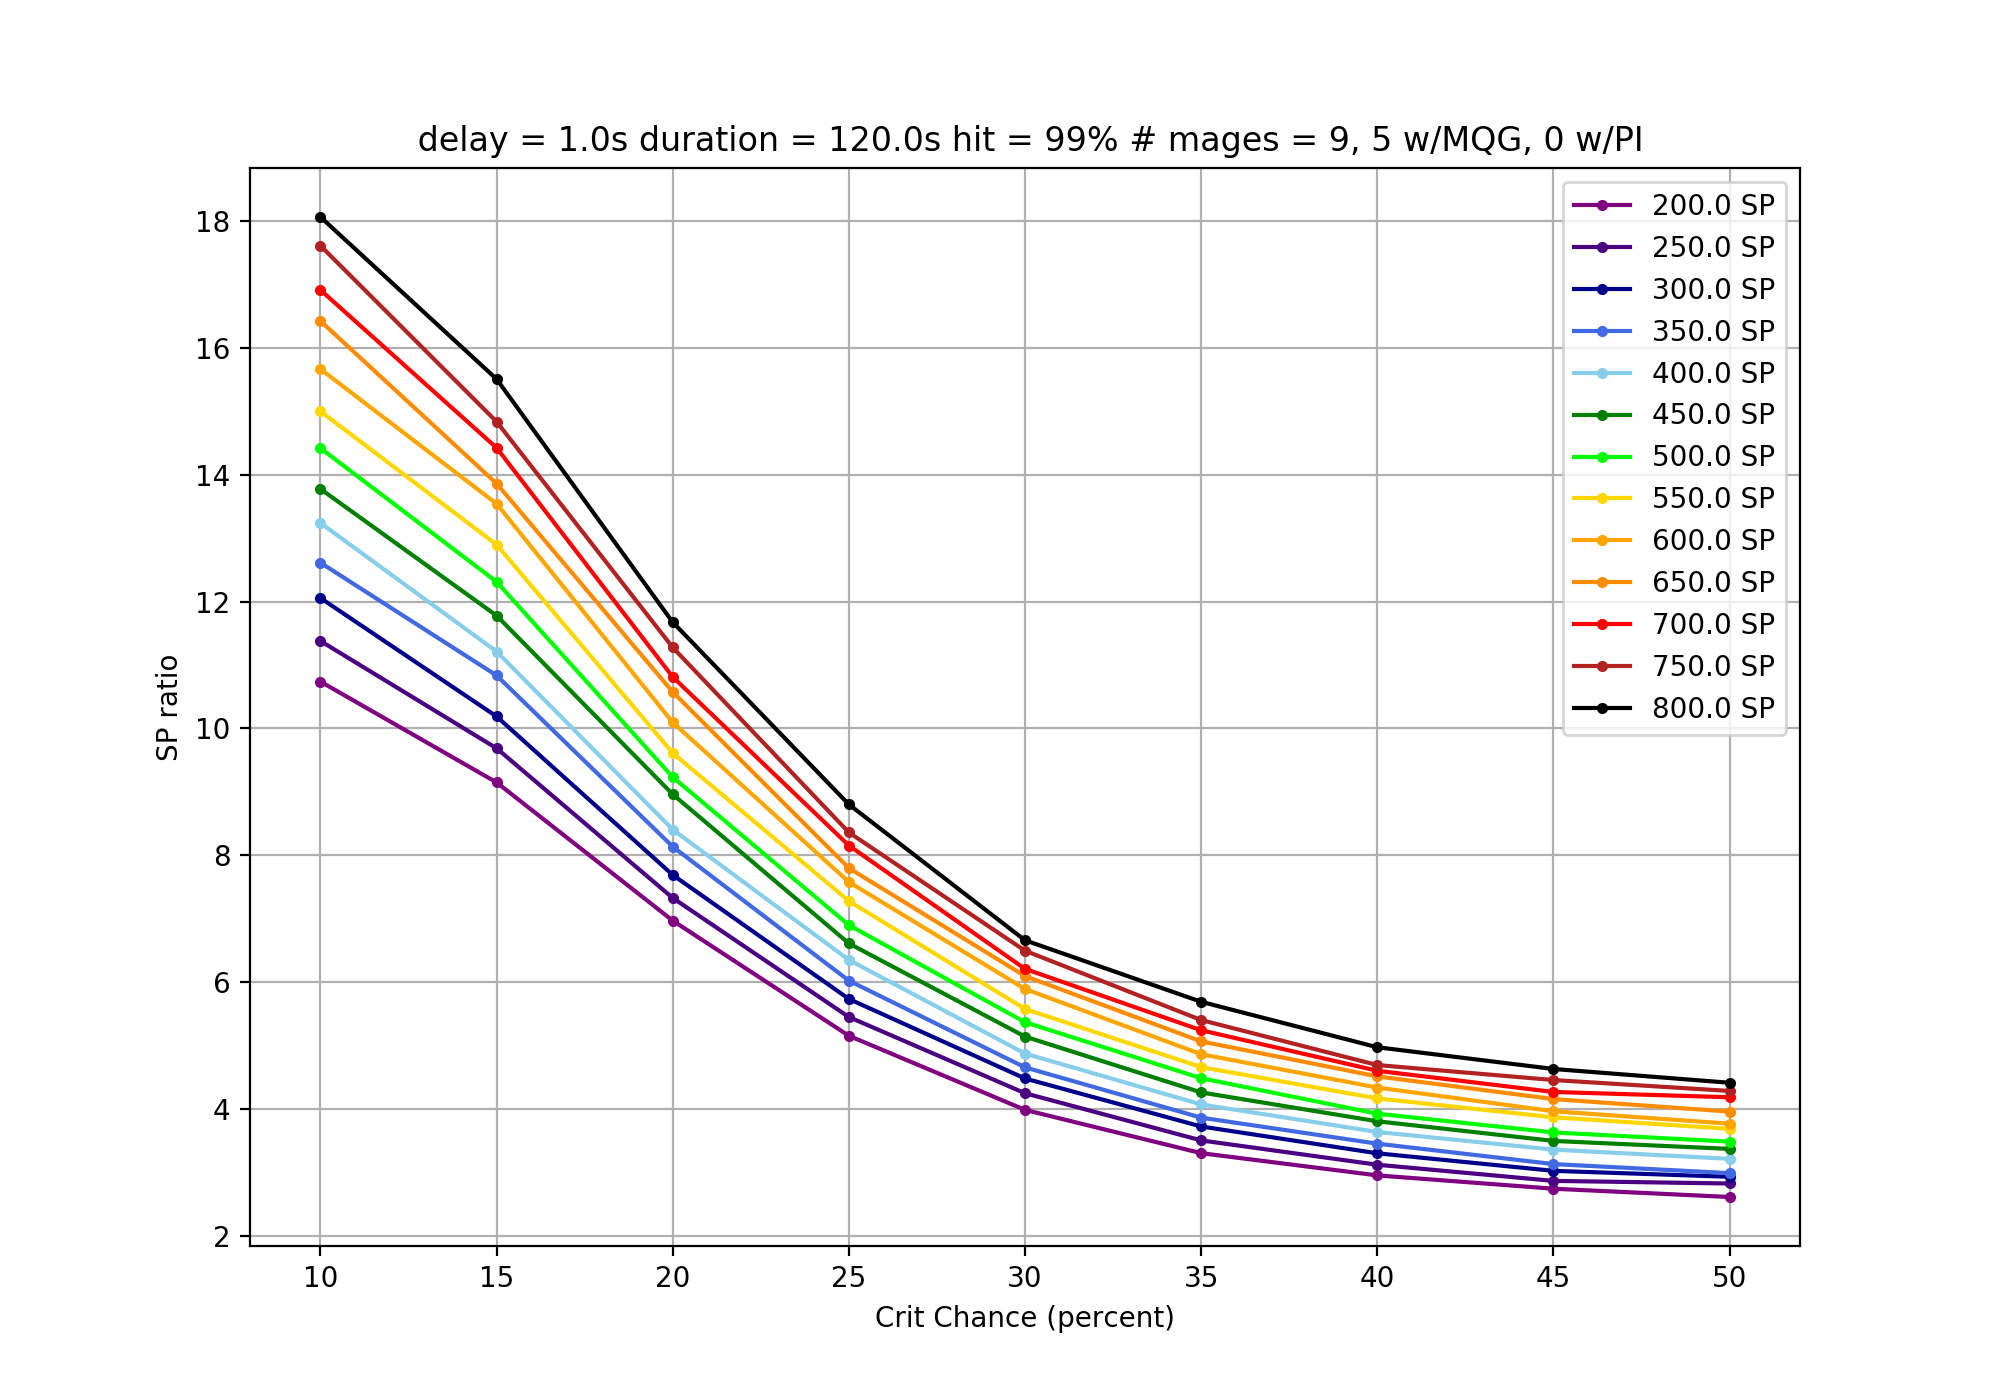 delay = 1.0s duration = 120.0s hit = 99% # mages = 9, 5 w/MQG, 0 w/PI
200.0 SP
250.0 SP
300.0 SP
350.0 SP
400.0 SP
450.0 SP
500.0 SP
550.0 SP
600.0 SP
650.0 SP
700.0 SP
750.0 SP
800.0 SP
SP ratio
18
16
14
12
10
8
6
4
2
10 15 20 25 30 35 40 45 50
Crit Chance (percent)